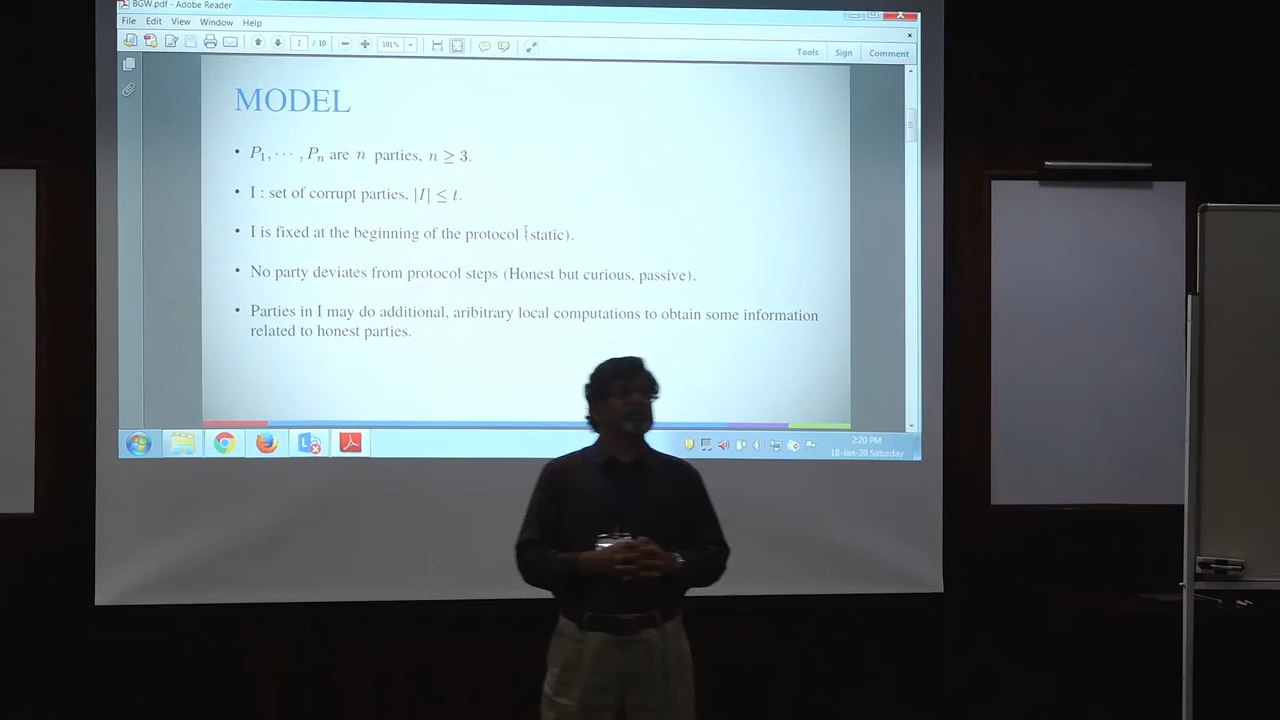 BGW.pdf - Adobe Reader
File Edit View Window Help
2 / 10 101%
Tools Sign Comment
MODEL
• P₁, ⋯ , Pₙ are n parties, n ≥ 3.
• I : set of corrupt parties, |I| ≤ t.
• I is fixed at the beginning of the protocol (static).
• No party deviates from protocol steps (Honest but curious, passive).
• Parties in I may do additional, aribitrary local computations to obtain some information
related to honest parties.
2:20 PM
18-Jan-20 Saturday